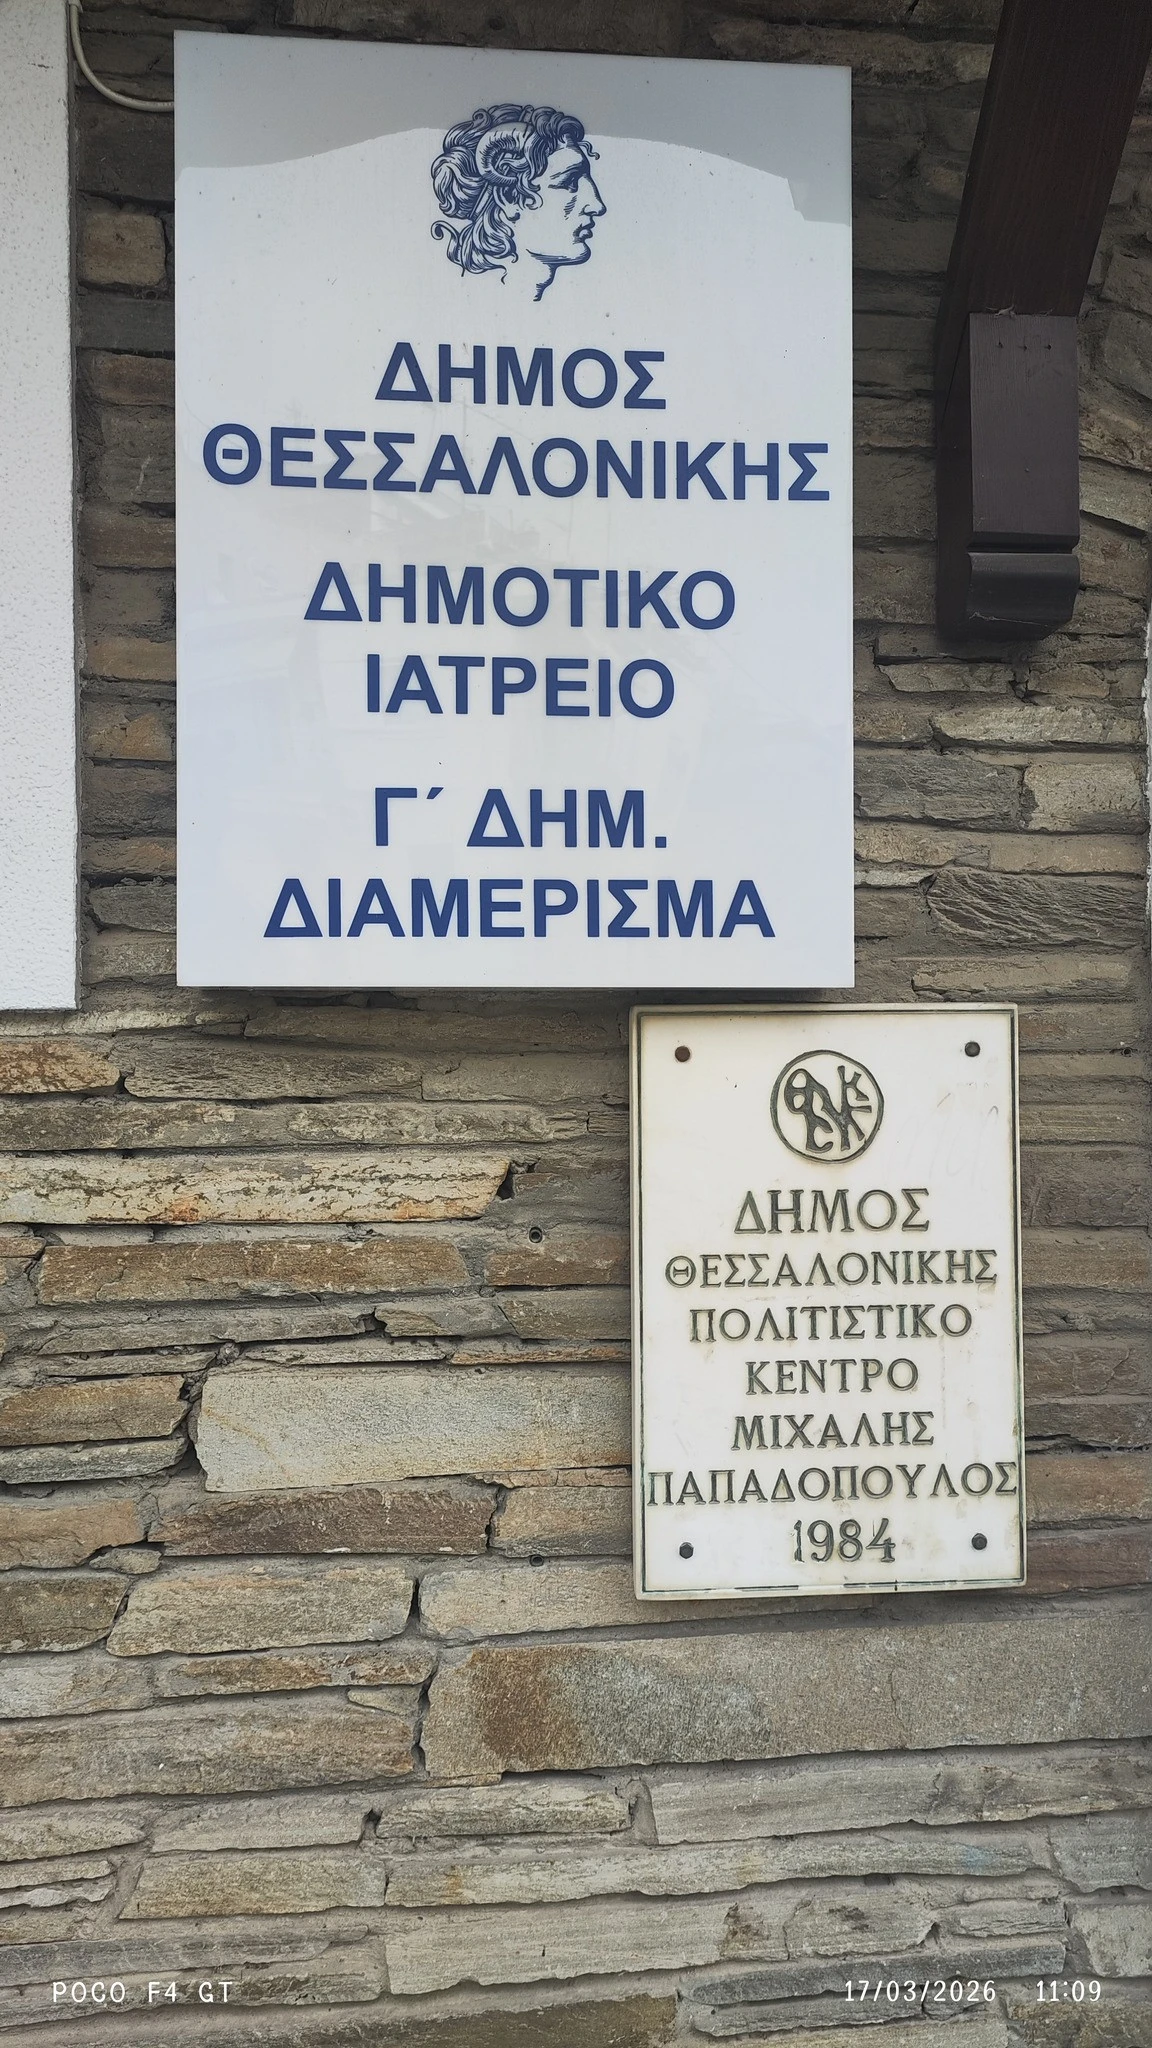 ΔΗΜΟΣ
ΘΕΣΣΑΛΟΝΙΚΗΣ
ΔΗΜΟΤΙΚΟ
ΙΑΤΡΕΙΟ
Γ΄ ΔΗΜ.
ΔΙΑΜΕΡΙΣΜΑ
ΔΗΜΟΣ
ΘΕΣΣΑΛΟΝΙΚΗΣ
ΠΟΛΙΤΙΣΤΙΚΟ
ΚΕΝΤΡΟ
ΜΙΧΑΛΗΣ
ΠΑΠΑΔΟΠΟΥΛΟΣ
1984
POCO F4 GT
17/03/2026 11:09